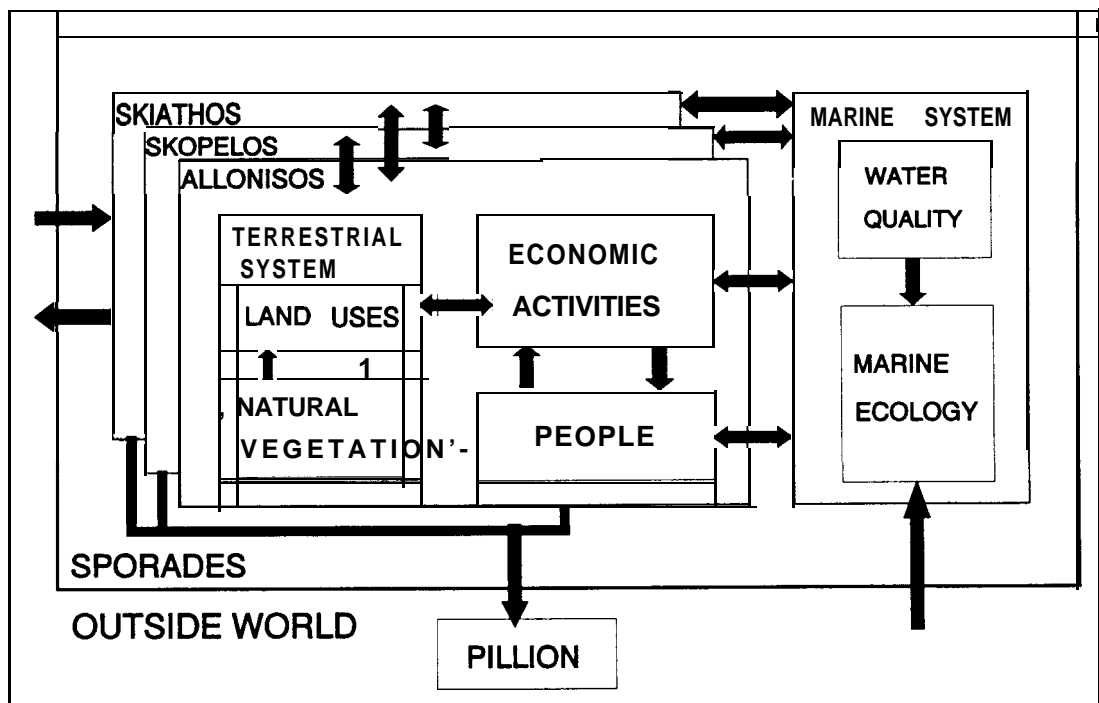 SKIATHOS
SKOPELOS
ALLONISOS
TERRESTRIAL
SYSTEM
LAND USES
1
, NATURAL
VEGETATION'-
ECONOMIC
ACTIVITIES
PEOPLE
MARINE SYSTEM
WATER
QUALITY
MARINE
ECOLOGY
SPORADES
OUTSIDE WORLD
PILLION